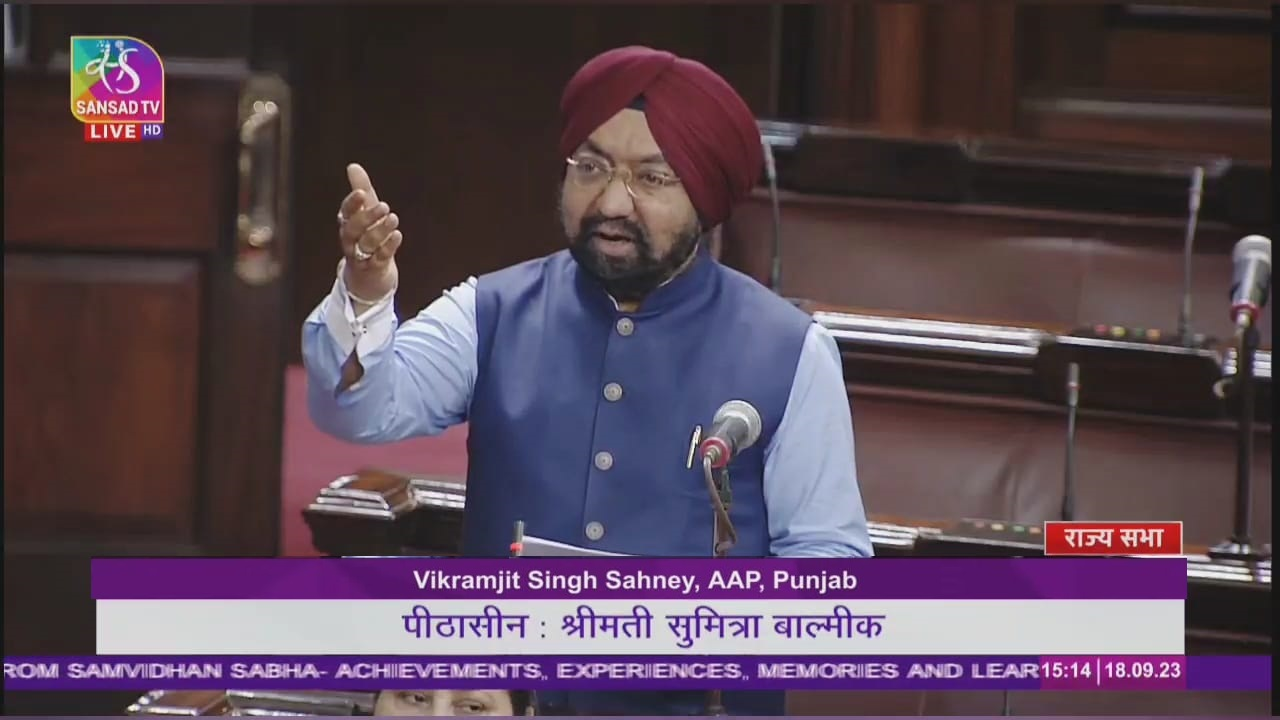 SANSAD TV
LIVE HD
राज्य सभा
Vikramjit Singh Sahney, AAP, Punjab
पीठासीन : श्रीमती सुमित्रा बाल्मीक
ROM SAMVIDHAN SABHA- ACHIEVEMENTS, EXPERIENCES, MEMORIES AND LEAR 15:14 18.09.23